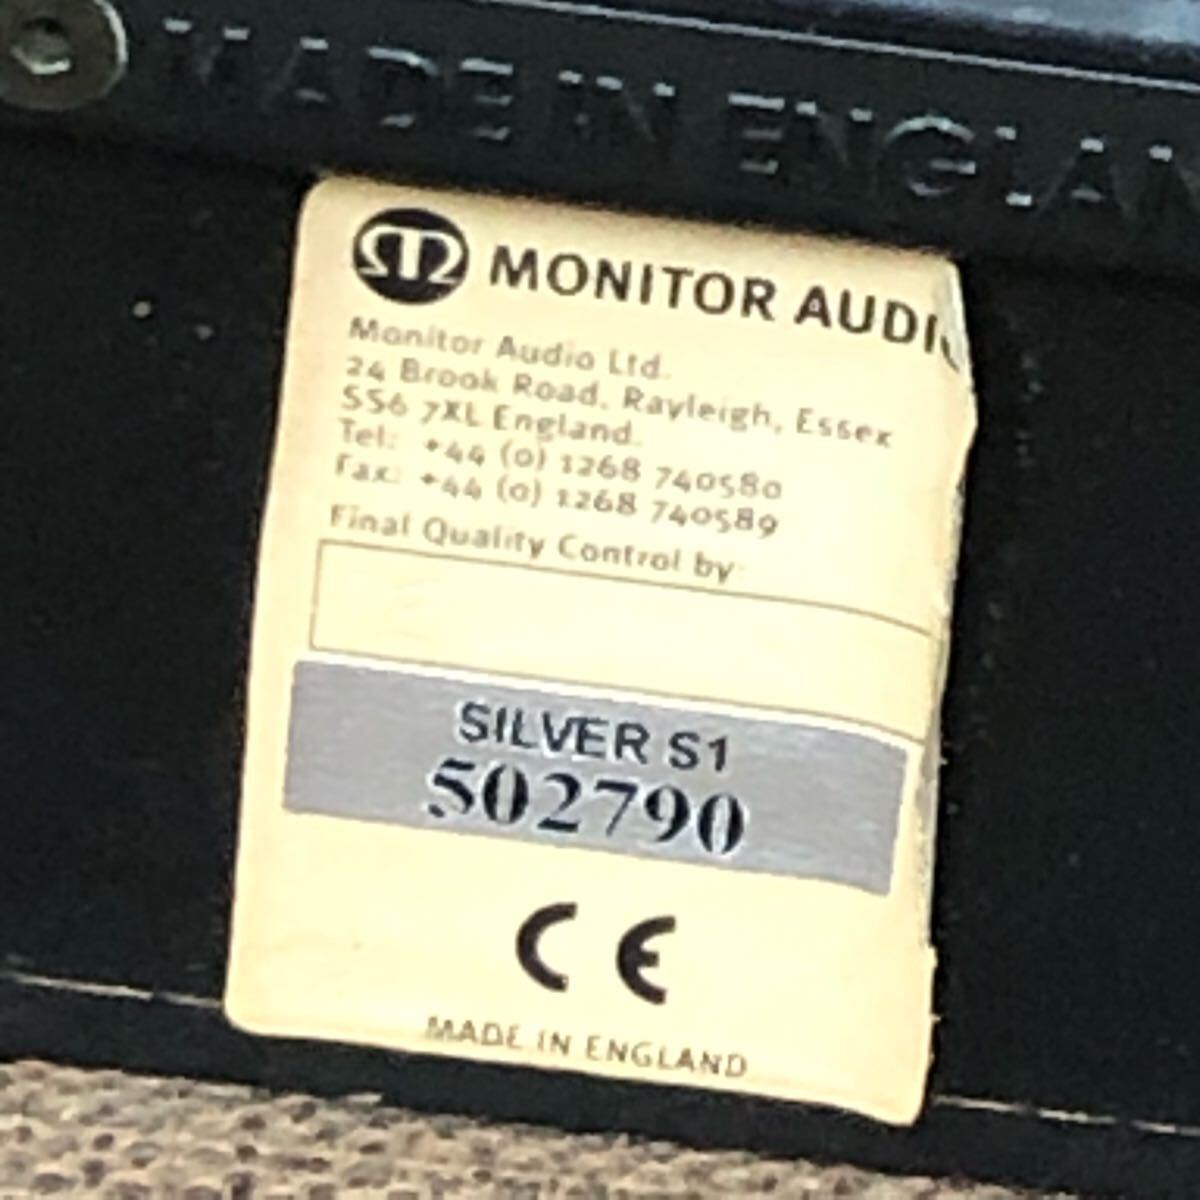 MADE IN ENGLAN
MONITOR AUDIO
Monitor Audio Ltd.
24 Brook Road, Rayleigh, Essex
SS6 7XL England.
Tel: +44 (0) 1268 740580
Fax: +44 (0) 1268 740589
Final Quality Control by:
SILVER S1
502790
CE
MADE IN ENGLAND